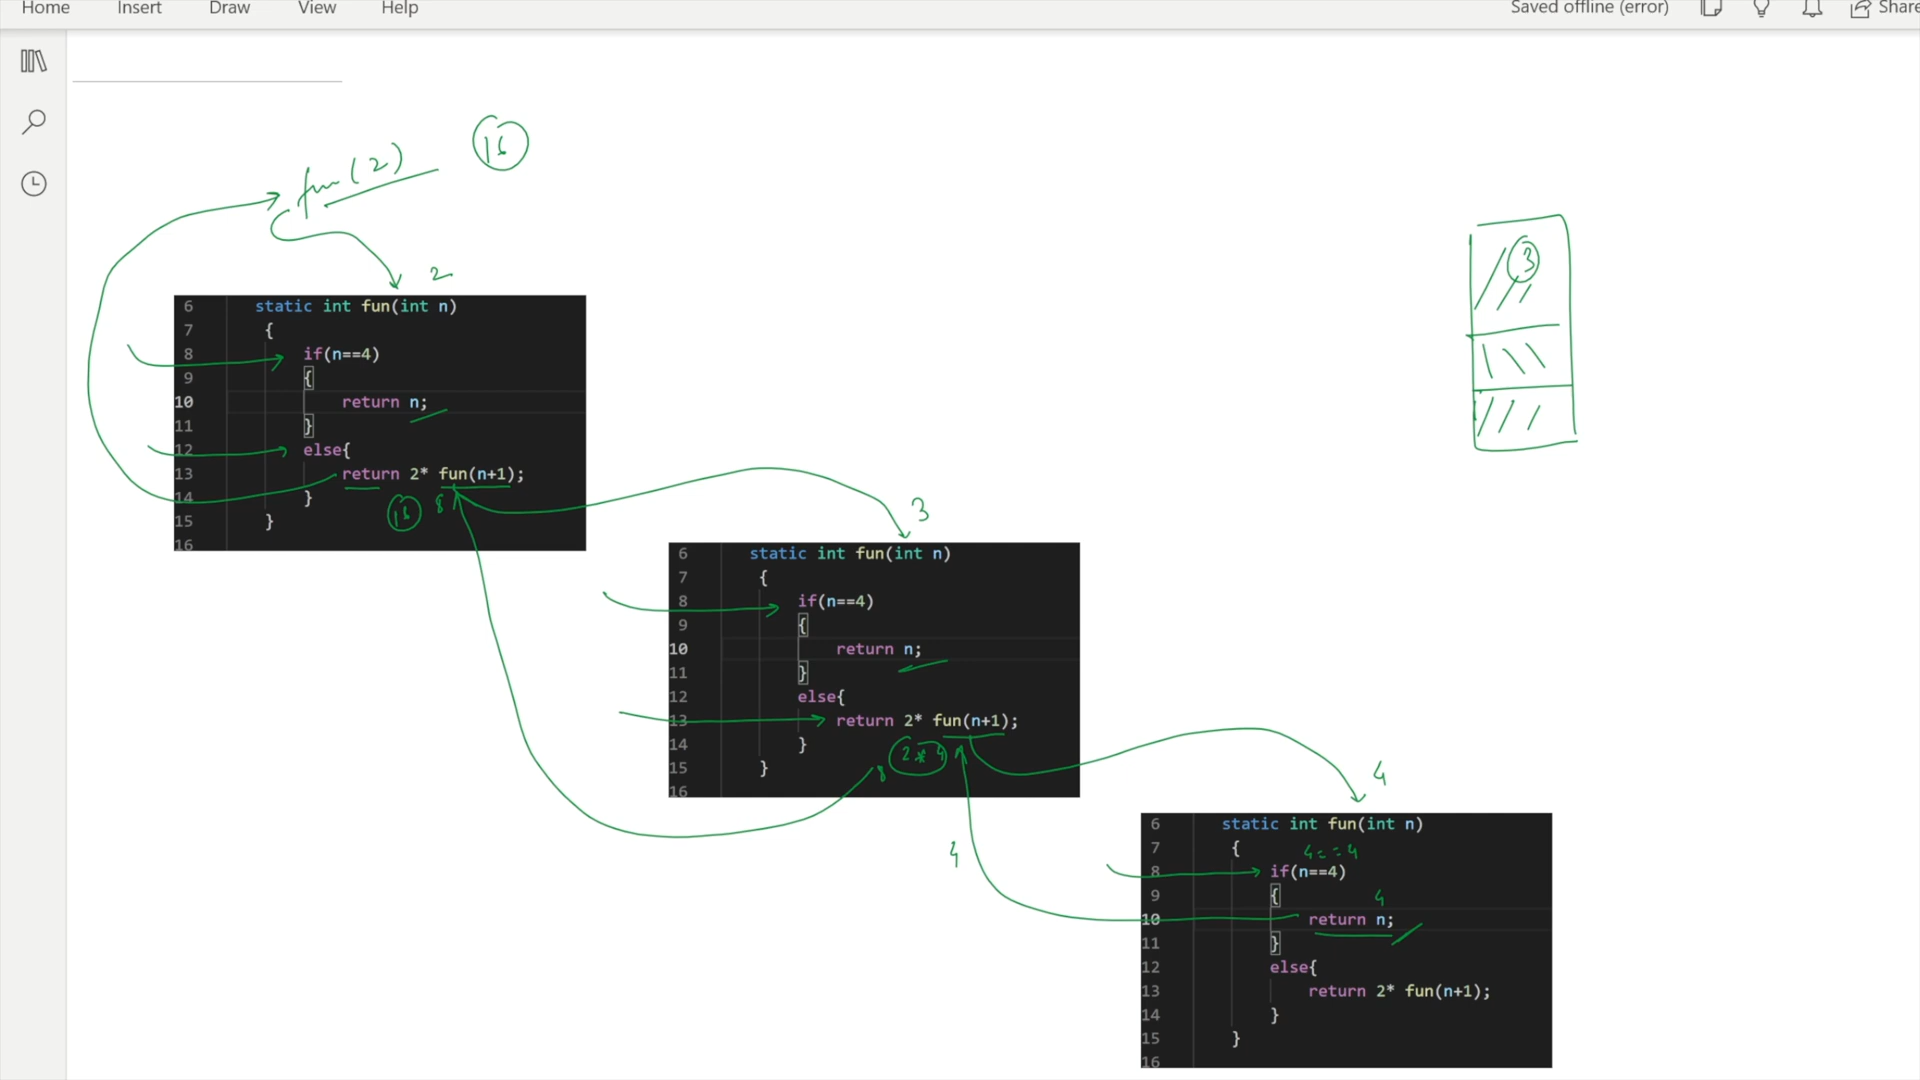 Home Insert Draw View Help Saved offline (error) Share
fun(2) 16
2
6 static int fun(int n)
7 {
8 if(n==4)
9 {
10 return n;
11 }
12 else{
13 return 2* fun(n+1);
14 }
15 }
16
16 8
3
3
6 static int fun(int n)
7 {
8 if(n==4)
9 {
10 return n;
11 }
12 else{
13 return 2* fun(n+1);
14 }
15 }
16
8 2*4
4
4
6 static int fun(int n)
7 {
4==4
8 if(n==4)
9 {
4
10 return n;
11 }
12 else{
13 return 2* fun(n+1);
14 }
15 }
16